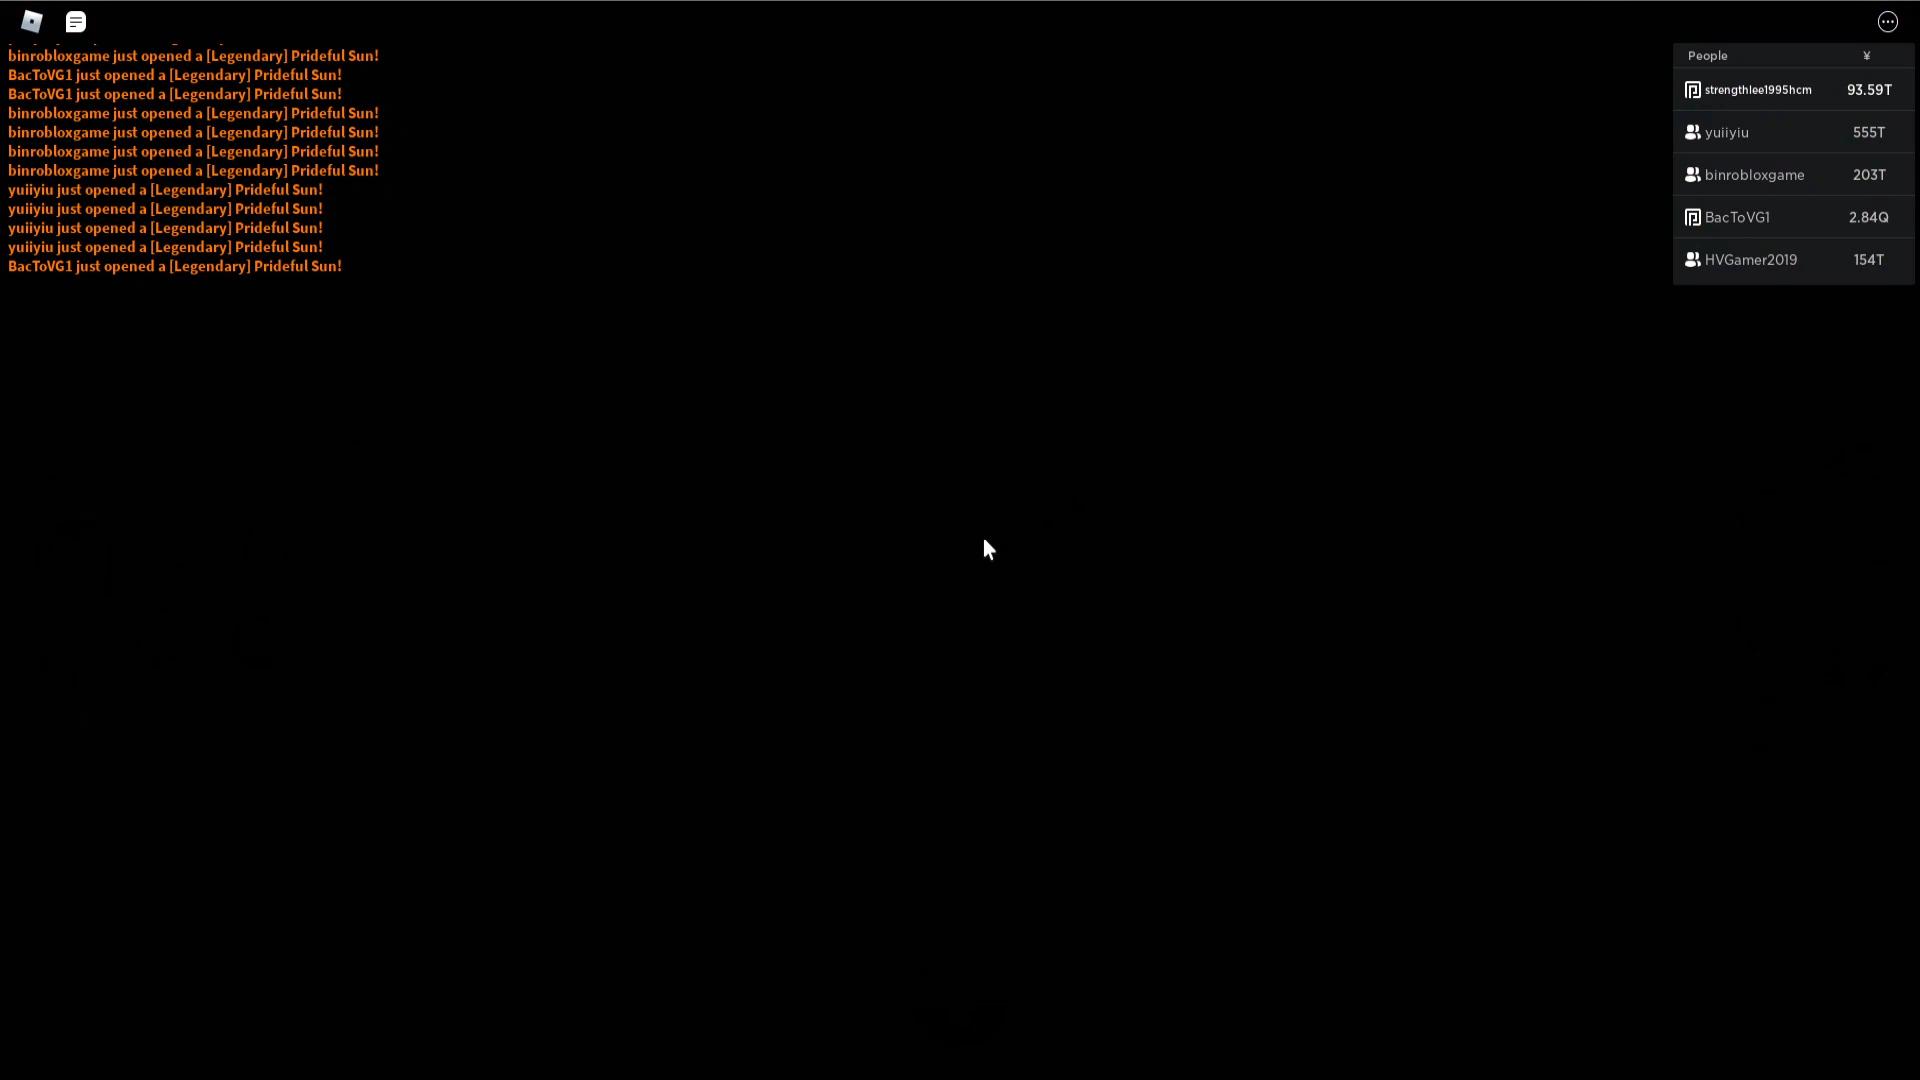 binrobloxgame just opened a [Legendary] Prideful Sun!
BacToVG1 just opened a [Legendary] Prideful Sun!
BacToVG1 just opened a [Legendary] Prideful Sun!
binrobloxgame just opened a [Legendary] Prideful Sun!
binrobloxgame just opened a [Legendary] Prideful Sun!
binrobloxgame just opened a [Legendary] Prideful Sun!
binrobloxgame just opened a [Legendary] Prideful Sun!
yuiiyiu just opened a [Legendary] Prideful Sun!
yuiiyiu just opened a [Legendary] Prideful Sun!
yuiiyiu just opened a [Legendary] Prideful Sun!
yuiiyiu just opened a [Legendary] Prideful Sun!
BacToVG1 just opened a [Legendary] Prideful Sun!
People ¥
strengthlee1995hcm 93.59T
yuiiyiu 555T
binrobloxgame 203T
BacToVG1 2.84Q
HVGamer2019 154T